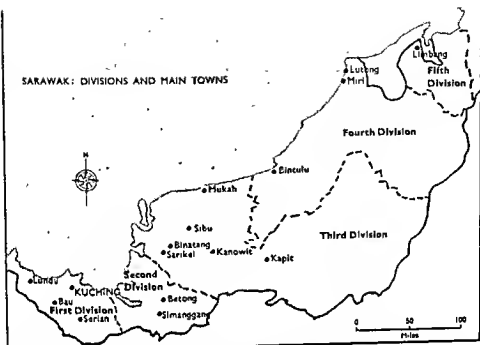 SARAWAK: DIVISIONS AND MAIN TOWNS
N
Limbang
Fifth
Division
Lutong
Miri
Fourth Division
Bintulu
Mukah
Sibu
Binatang
Sarikei
Kanowit
Kapit
Third Division
Second
Division
Lundu
KUCHING
Bau
First Division
Serian
Betong
Simanggang
0 50 100
Miles